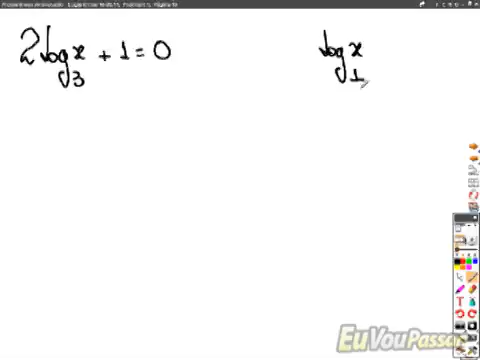 2 log₃ x + 1 = 0
log₁ x
EuVouPassar